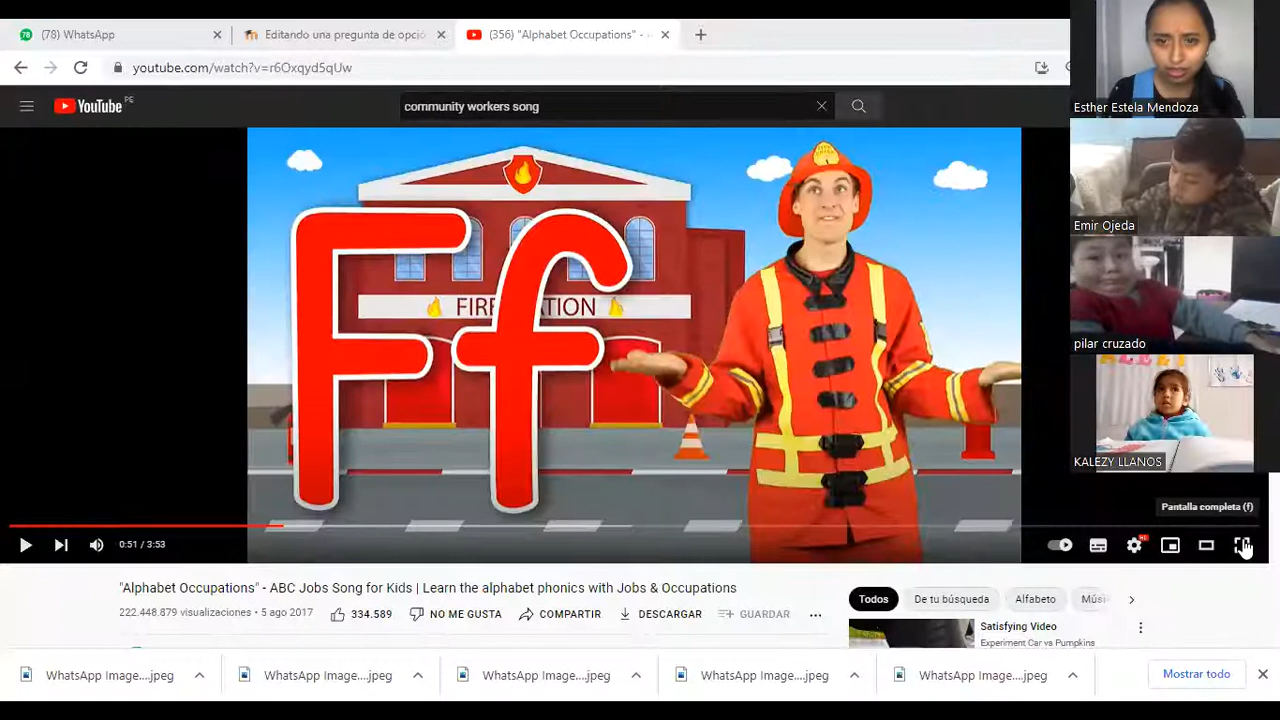 (78) WhatsApp
Editando una pregunta de opció
(356) "Alphabet Occupations" -
youtube.com/watch?v=r6Oxqyd5qUw
YouTube PE
community workers song
Ff
FIRE STATION
Esther Estela Mendoza
Emir Ojeda
pilar cruzado
KALEZY LLANOS
Pantalla completa (f)
0:51 / 3:53
"Alphabet Occupations" - ABC Jobs Song for Kids | Learn the alphabet phonics with Jobs & Occupations
222.448.879 visualizaciones • 5 ago 2017
334.589
NO ME GUSTA
COMPARTIR
DESCARGAR
GUARDAR
Todos
De tu búsqueda
Alfabeto
Músi
Satisfying Video
Experiment Car va Pumpkins
WhatsApp Image....jpeg
WhatsApp Image....jpeg
WhatsApp Image....jpeg
WhatsApp Image....jpeg
WhatsApp Image....jpeg
Mostrar todo